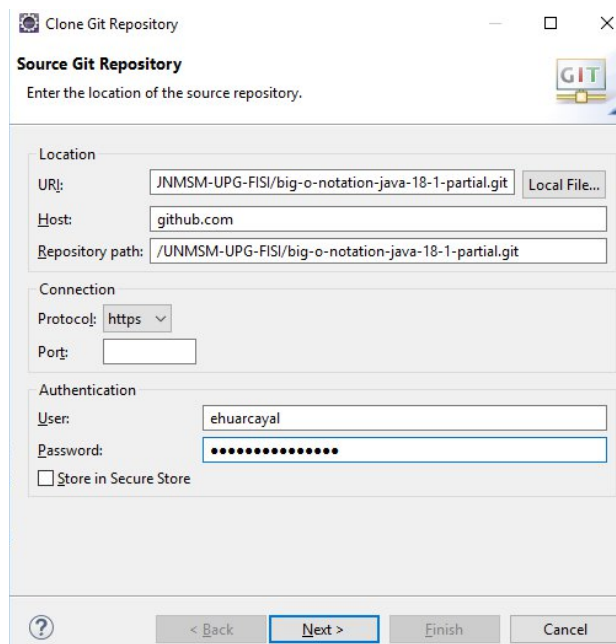 Clone Git Repository
Source Git Repository
Enter the location of the source repository.
GIT
Location
URI: JNMSM-UPG-FISI/big-o-notation-java-18-1-partial.git Local File...
Host: github.com
Repository path: /UNMSM-UPG-FISI/big-o-notation-java-18-1-partial.git
Connection
Protocol: https
Port:
Authentication
User: ehuarcayal
Password: ●●●●●●●●●●●●●●●
Store in Secure Store
? < Back Next > Finish Cancel